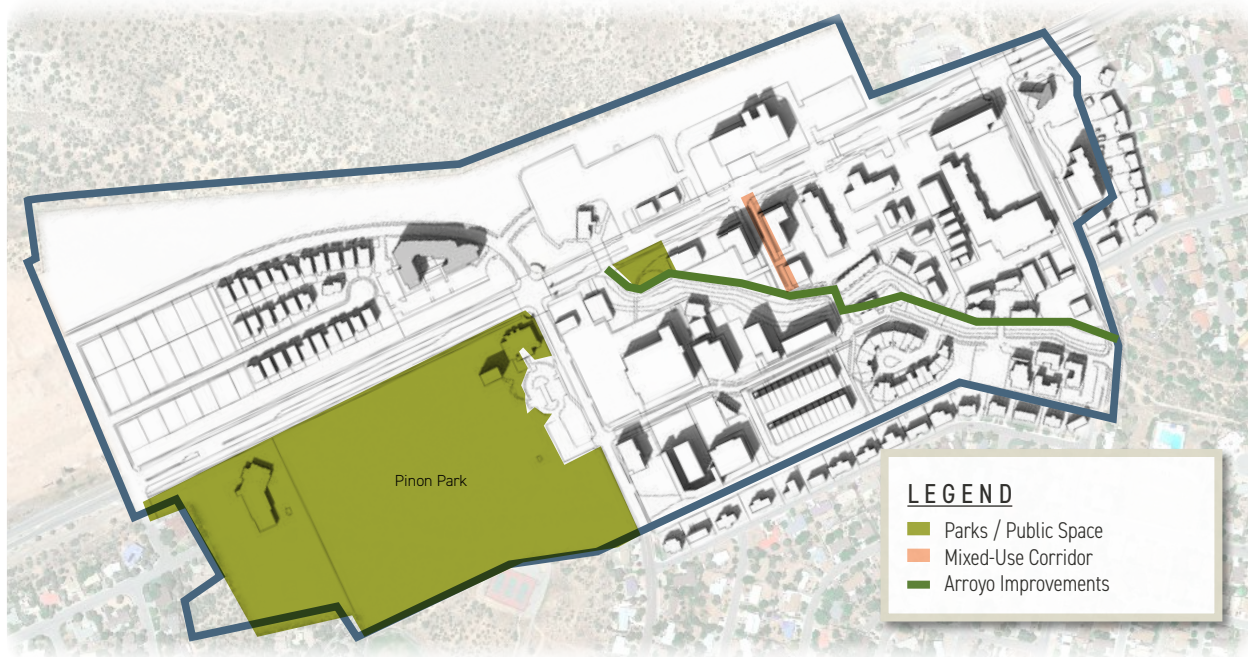 Pinon Park
LEGEND
Parks / Public Space
Mixed-Use Corridor
Arroyo Improvements